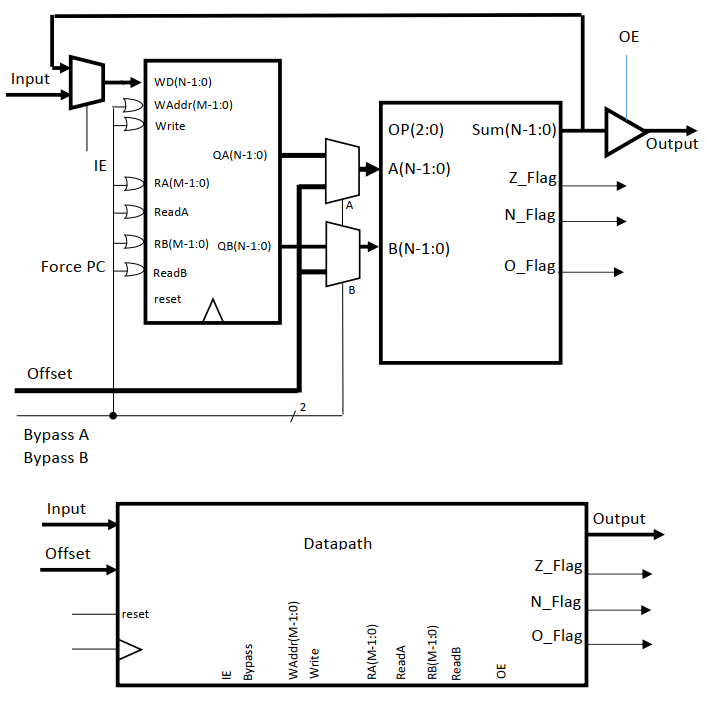 OE
Input
WD(N-1:0)
WAddr(M-1:0)
Write
OP(2:0)
Sum(N-1:0)
Output
IE
QA(N-1:0)
A(N-1:0)
Z_Flag
RA(M-1:0)
A
ReadA
N_Flag
RB(M-1:0)
QB(N-1:0)
B(N-1:0)
Force PC
ReadB
O_Flag
B
reset
Offset
2
Bypass A
Bypass B
Input
Output
Datapath
Offset
Z_Flag
N_Flag
reset
O_Flag
IE
Bypass
WAddr(M-1:0)
Write
RA(M-1:0)
ReadA
RB(M-1:0)
ReadB
OE